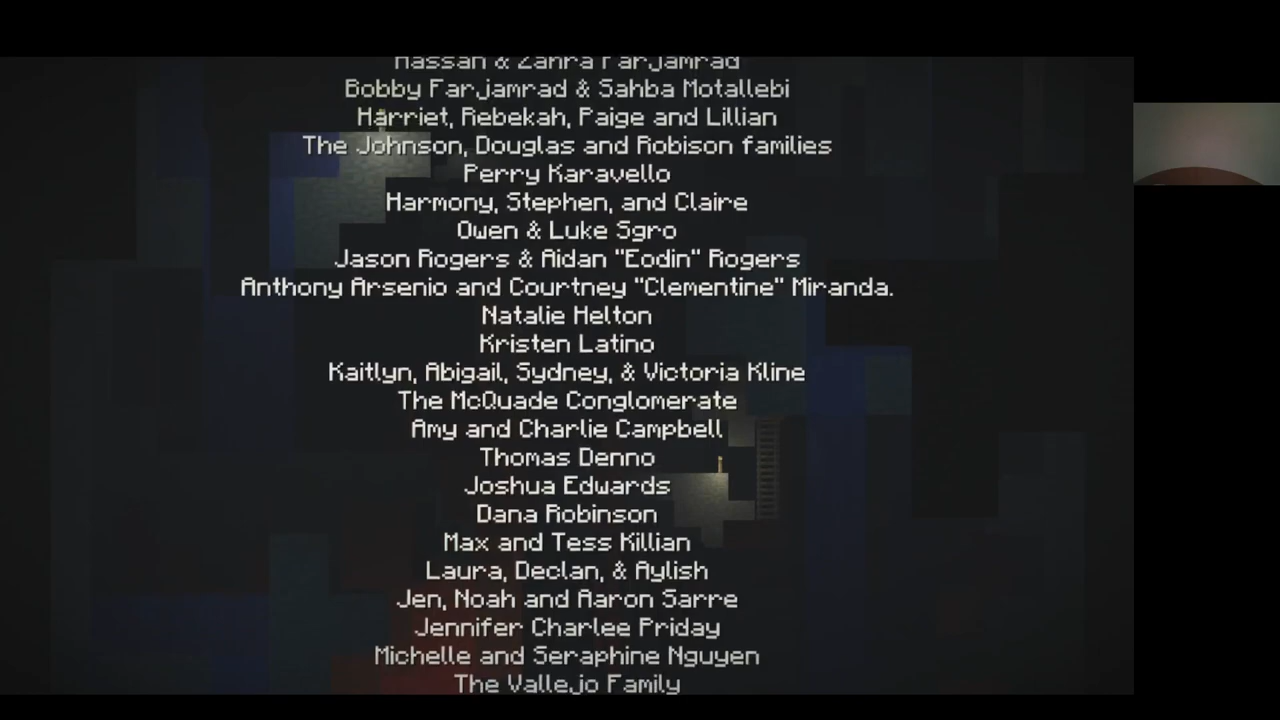 Hassan & Zahra Farjamrad
Bobby Farjamrad & Sahba Motallebi
Harriet, Rebekah, Paige and Lillian
The Johnson, Douglas and Robison families
Perry Karavello
Harmony, Stephen, and Claire
Owen & Luke Sgro
Jason Rogers & Aidan "Eodin" Rogers
Anthony Arsenio and Courtney "Clementine" Miranda.
Natalie Helton
Kristen Latino
Kaitlyn, Abigail, Sydney, & Victoria Kline
The McQuade Conglomerate
Amy and Charlie Campbell
Thomas Denno
Joshua Edwards
Dana Robinson
Max and Tess Killian
Laura, Declan, & Aylish
Jen, Noah and Aaron Sarre
Jennifer Charlee Priday
Michelle and Seraphine Nguyen
The Vallejo Family